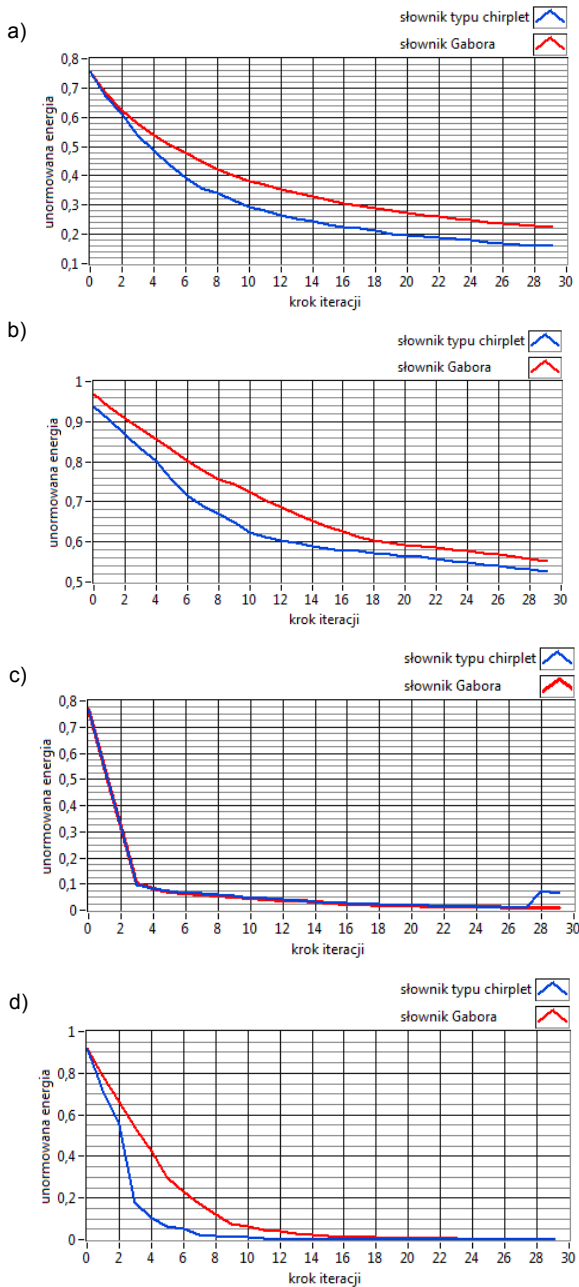 a)
słownik typu chirplet
słownik Gabora
unormowana energia
0,8
0,7
0,6
0,5
0,4
0,3
0,2
0,1
0 2 4 6 8 10 12 14 16 18 20 22 24 26 28 30
krok iteracji
b)
słownik typu chirplet
słownik Gabora
unormowana energia
1
0,9
0,8
0,7
0,6
0,5
0 2 4 6 8 10 12 14 16 18 20 22 24 26 28 30
krok iteracji
c)
słownik typu chirplet
słownik Gabora
unormowana energia
0,8
0,7
0,6
0,5
0,4
0,3
0,2
0,1
0
0 2 4 6 8 10 12 14 16 18 20 22 24 26 28 30
krok iteracji
d)
słownik typu chirplet
słownik Gabora
unormowana energia
1
0,8
0,6
0,4
0,2
0
0 2 4 6 8 10 12 14 16 18 20 22 24 26 28 30
krok iteracji